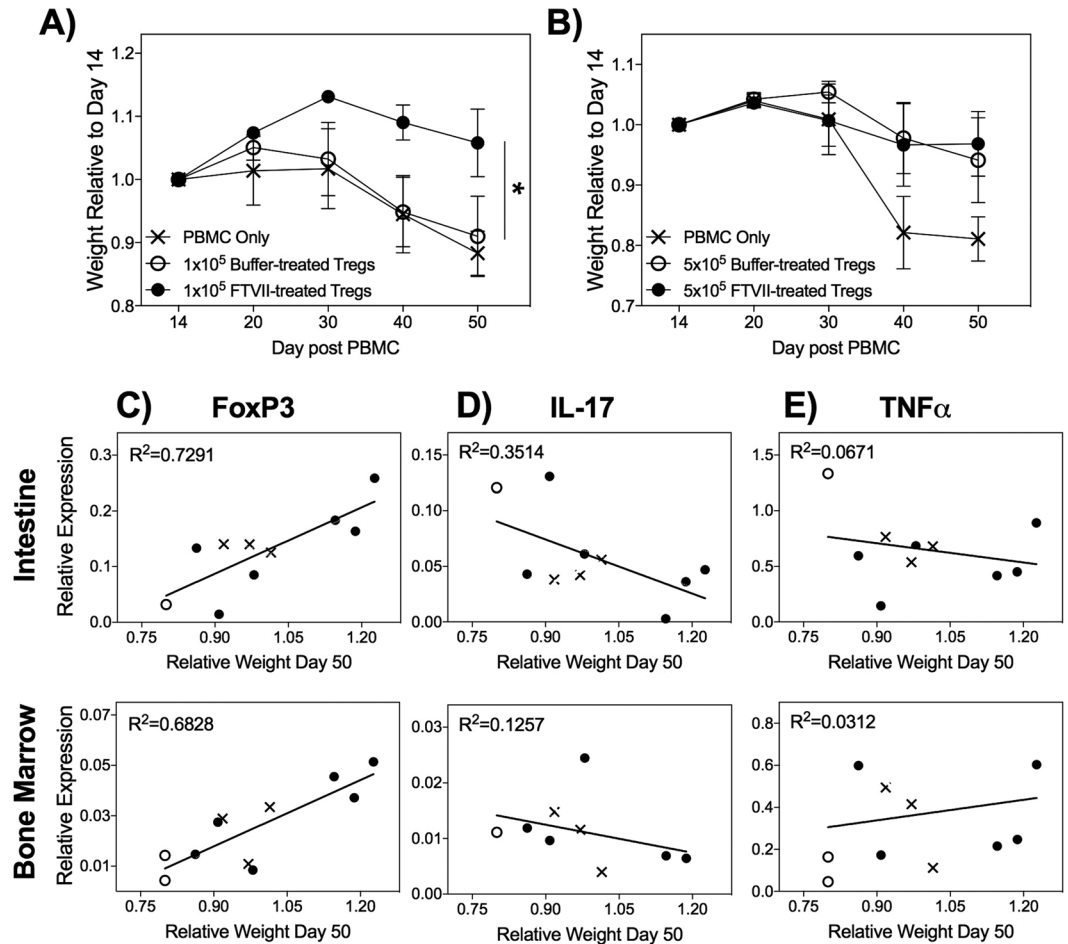 A)
Weight Relative to Day 14
1.2
1.1
1.0
0.9
0.8
PBMC Only
1x10⁵ Buffer-treated Tregs
1x10⁵ FTVII-treated Tregs
*
14 20 30 40 50
Day post PBMC
B)
Weight Relative to Day 14
1.1
1.0
0.9
0.8
0.7
PBMC Only
5x10⁵ Buffer-treated Tregs
5x10⁵ FTVII-treated Tregs
14 20 30 40 50
Day post PBMC
C) FoxP3
D) IL-17
E) TNFα
Intestine
Relative Expression
R²=0.7291
0.3
0.2
0.1
0.0
0.75 0.90 1.05 1.20
Relative Weight Day 50
R²=0.3514
0.15
0.10
0.05
0.00
0.75 0.90 1.05 1.20
Relative Weight Day 50
R²=0.0671
1.5
1.0
0.5
0.0
0.75 0.90 1.05 1.20
Relative Weight Day 50
Bone Marrow
Relative Expression
R²=0.6828
0.07
0.05
0.03
0.01
0.75 0.90 1.05 1.20
Relative Weight Day 50
R²=0.1257
0.03
0.02
0.01
0.00
0.75 0.90 1.05 1.20
Relative Weight Day 50
R²=0.0312
0.8
0.6
0.4
0.2
0.0
0.75 0.90 1.05 1.20
Relative Weight Day 50